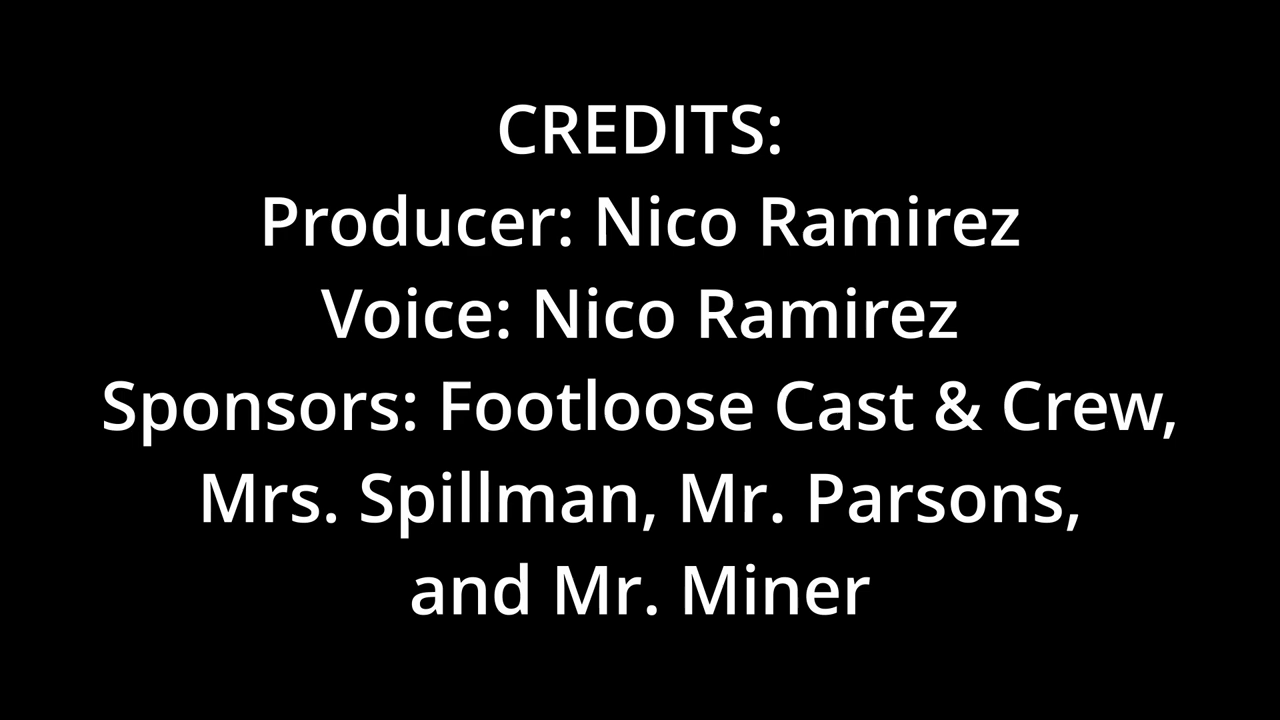 CREDITS:
Producer: Nico Ramirez
Voice: Nico Ramirez
Sponsors: Footloose Cast & Crew,
Mrs. Spillman, Mr. Parsons,
and Mr. Miner